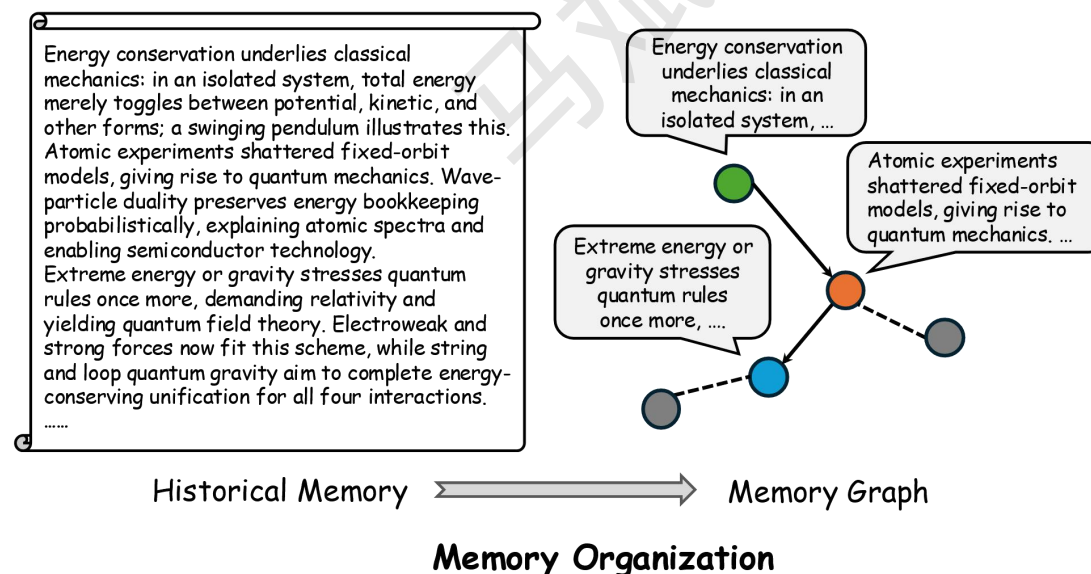 Energy conservation underlies classical
mechanics: in an isolated system, total energy
merely toggles between potential, kinetic, and
other forms; a swinging pendulum illustrates this.
Atomic experiments shattered fixed-orbit
models, giving rise to quantum mechanics. Wave-
particle duality preserves energy bookkeeping
probabilistically, explaining atomic spectra and
enabling semiconductor technology.
Extreme energy or gravity stresses quantum
rules once more, demanding relativity and
yielding quantum field theory. Electroweak and
strong forces now fit this scheme, while string
and loop quantum gravity aim to complete energy-
conserving unification for all four interactions.
......
Energy conservation
underlies classical
mechanics: in an
isolated system, ...
Atomic experiments
shattered fixed-orbit
models, giving rise to
quantum mechanics. ...
Extreme energy or
gravity stresses
quantum rules
once more, ....
Historical Memory
Memory Graph
Memory Organization
马